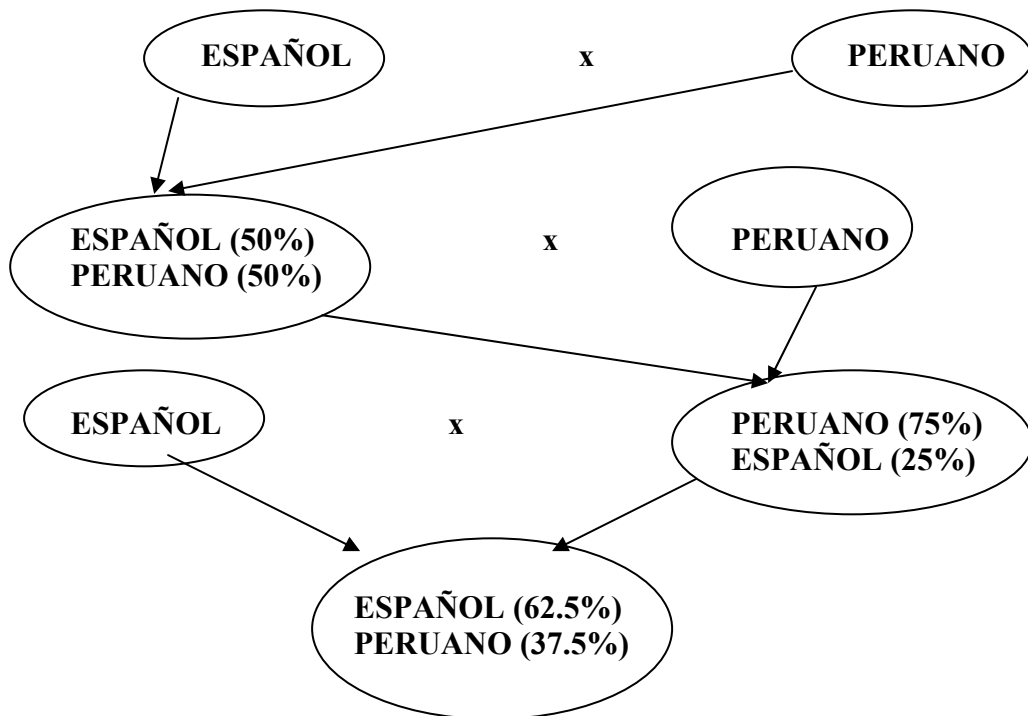 ESPAÑOL x PERUANO
ESPAÑOL (50%)
PERUANO (50%)
x PERUANO
ESPAÑOL x
PERUANO (75%)
ESPAÑOL (25%)
ESPAÑOL (62.5%)
PERUANO (37.5%)